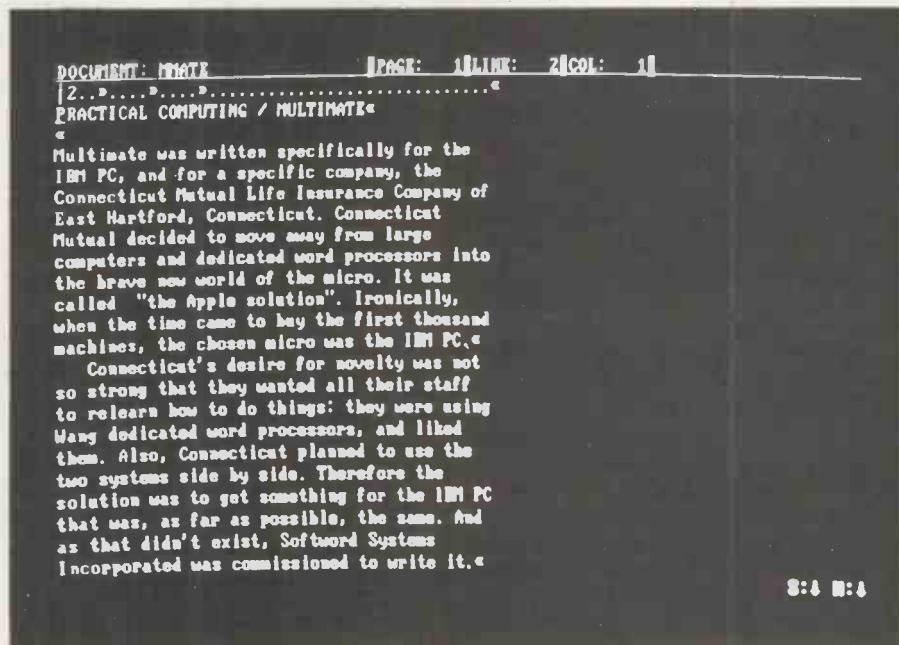 DOCUMENT: MMATE |PAGE: 1|LINE: 2|COL: 1|
|2..»....»....»............................«
PRACTICAL COMPUTING / MULTIMATE«
«
Multimate was written specifically for the
IBM PC, and for a specific company, the
Connecticut Mutual Life Insurance Company of
East Hartford, Connecticut. Connecticut
Mutual decided to move away from large
computers and dedicated word processors into
the brave new world of the micro. It was
called "the Apple solution". Ironically,
when the time came to buy the first thousand
machines, the chosen micro was the IBM PC.«
Connecticut's desire for novelty was not
so strong that they wanted all their staff
to relearn how to do things: they were using
Wang dedicated word processors, and liked
them. Also, Connecticut planned to use the
two systems side by side. Therefore the
solution was to get something for the IBM PC
that was, as far as possible, the same. And
as that didn't exist, Softword Systems
Incorporated was commissioned to write it.«
S:↓ N:↓